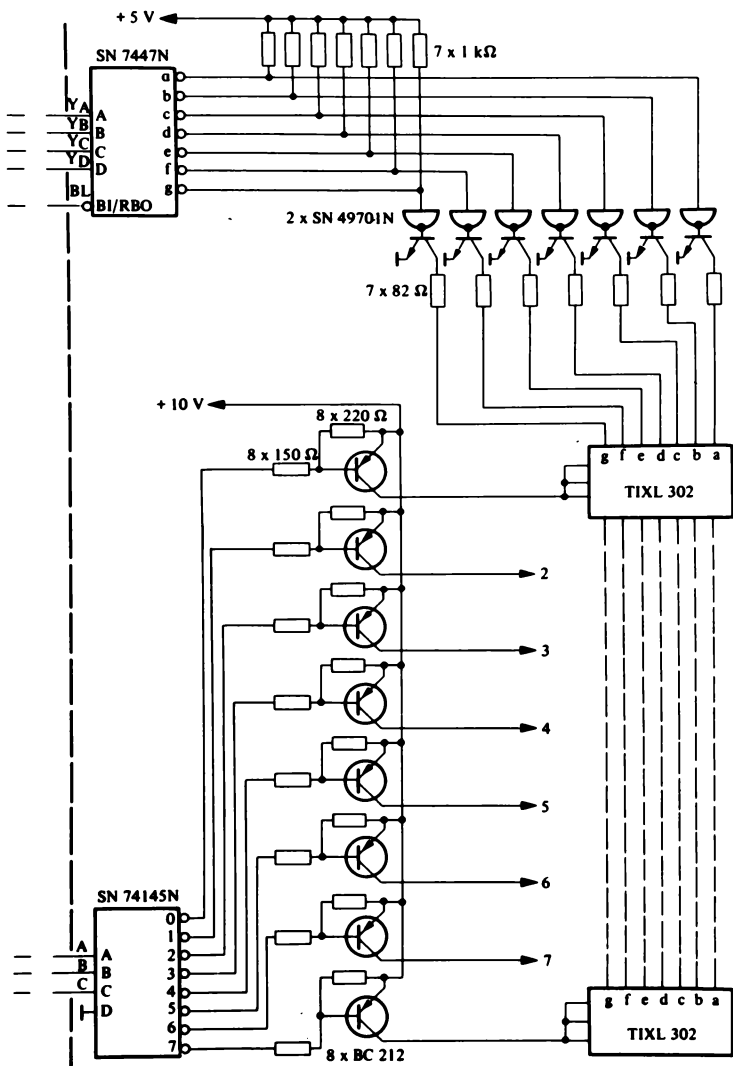 + 5 V
SN 7447N
7 x 1 kΩ
a
b
c
d
e
f
g
YA
YB
YC
YD
BL
A
B
C
D
BI/RBO
2 x SN 49701N
7 x 82 Ω
+ 10 V
8 x 220 Ω
8 x 150 Ω
g f e d c b a
TIXL 302
2
3
4
5
6
7
SN 74145N
A
B
C
A
B
C
D
0
1
2
3
4
5
6
7
8 x BC 212
g f e d c b a
TIXL 302